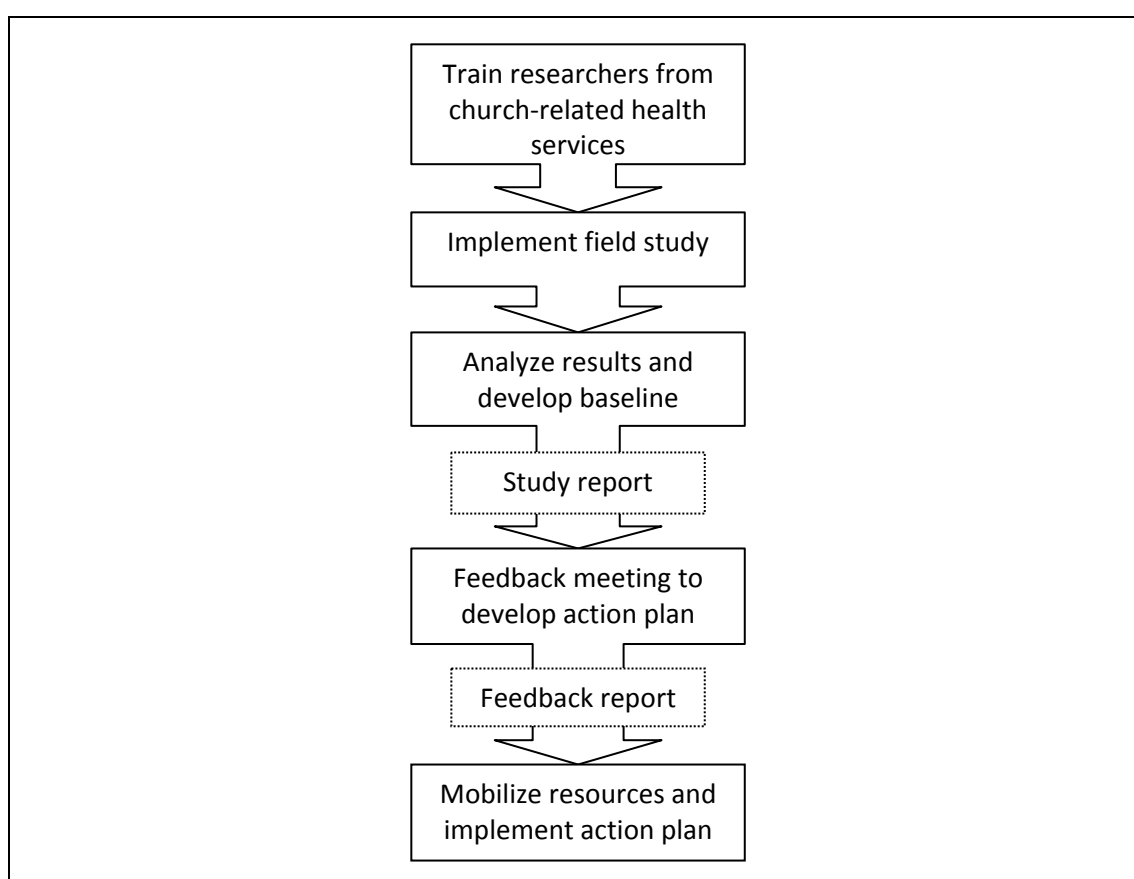 Train researchers from
church-related health
services
Implement field study
Analyze results and
develop baseline
Study report
Feedback meeting to
develop action plan
Feedback report
Mobilize resources and
implement action plan